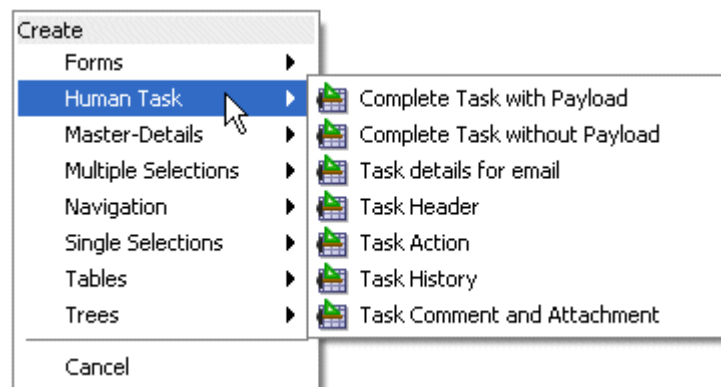 Create
Forms
Human Task
Master-Details
Multiple Selections
Navigation
Single Selections
Tables
Trees
Cancel
Complete Task with Payload
Complete Task without Payload
Task details for email
Task Header
Task Action
Task History
Task Comment and Attachment